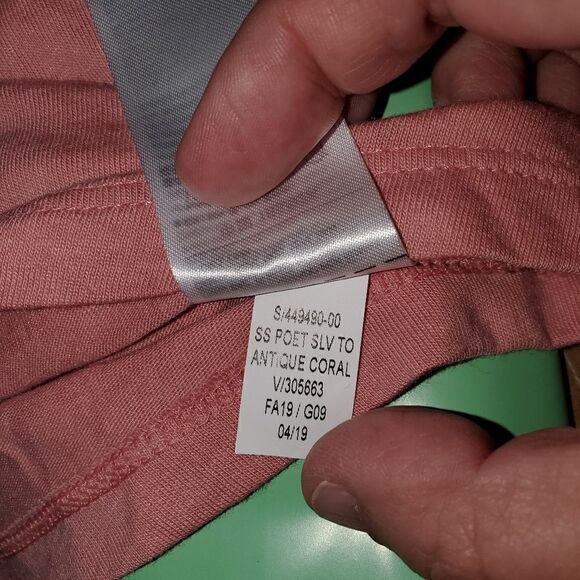 S/449490-00
SS POET SLV TO
ANTIQUE CORAL
V/305663
FA19 / G09
04/19